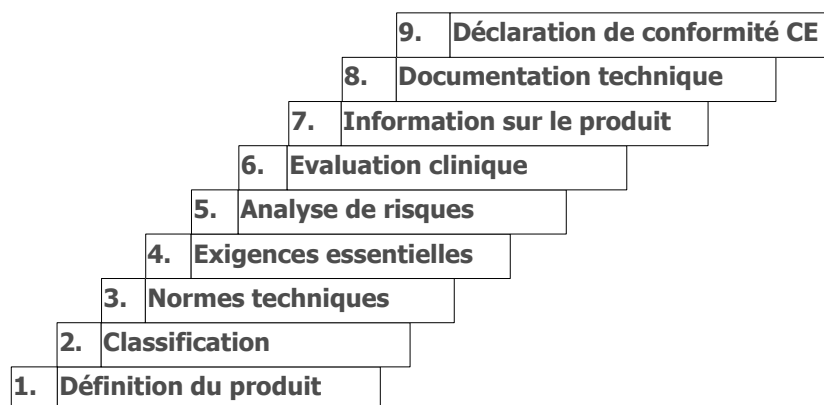 9. Déclaration de conformité CE
8. Documentation technique
7. Information sur le produit
6. Evaluation clinique
5. Analyse de risques
4. Exigences essentielles
3. Normes techniques
2. Classification
1. Définition du produit